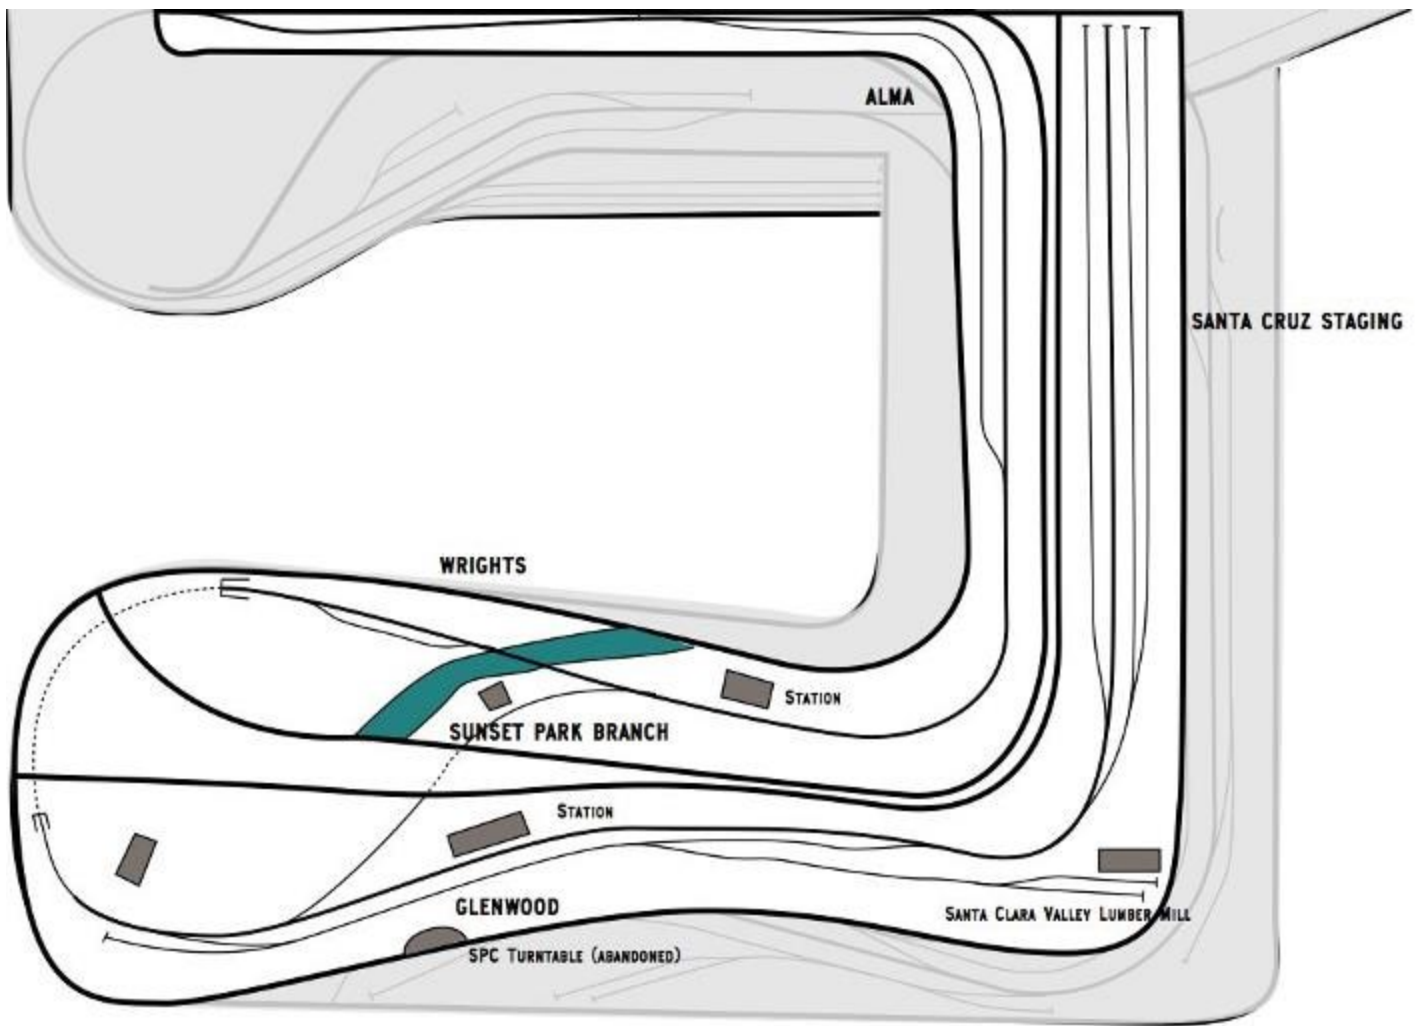 ALMA
SANTA CRUZ STAGING
WRIGHTS
STATION
SUNSET PARK BRANCH
STATION
GLENWOOD
SANTA CLARA VALLEY LUMBER MILL
SPC TURNTABLE (ABANDONED)